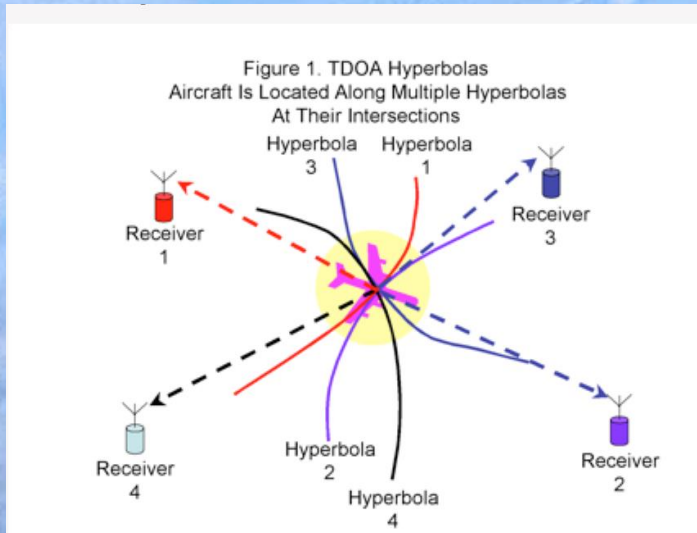 Figure 1. TDOA Hyperbolas
Aircraft Is Located Along Multiple Hyperbolas
At Their Intersections
Hyperbola
3
Hyperbola
1
Receiver
1
Receiver
3
Receiver
4
Hyperbola
2
Hyperbola
4
Receiver
2